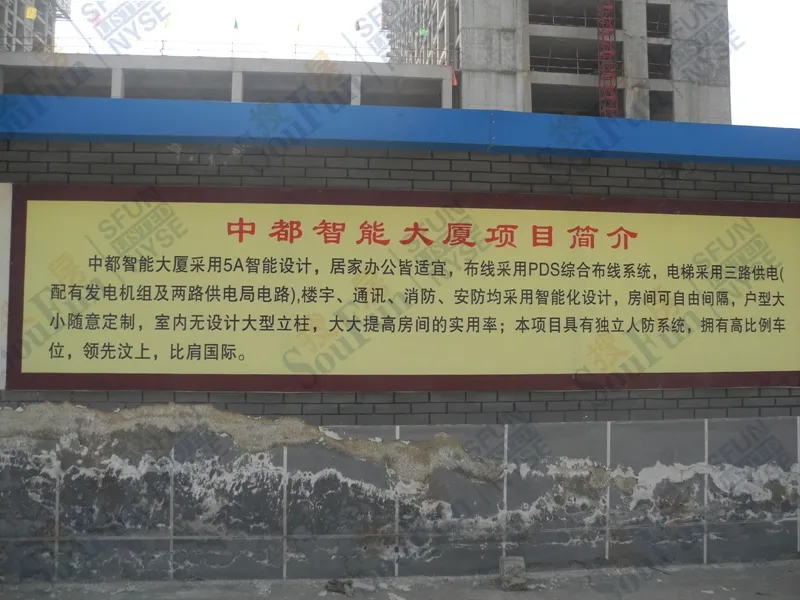 中都智能大厦项目简介
中都智能大厦采用5A智能设计，居家办公皆适宜，布线采用PDS综合布线系统，电梯采用三路供电(
配有发电机组及两路供电局电路),楼宇、通讯、消防、安防均采用智能化设计，房间可自由间隔，户型大
小随意定制，室内无设计大型立柱，大大提高房间的实用率；本项目具有独立人防系统，拥有高比例车
位，领先汶上，比肩国际。
搜房 SouFun
SFUN
LISTED
NYSE